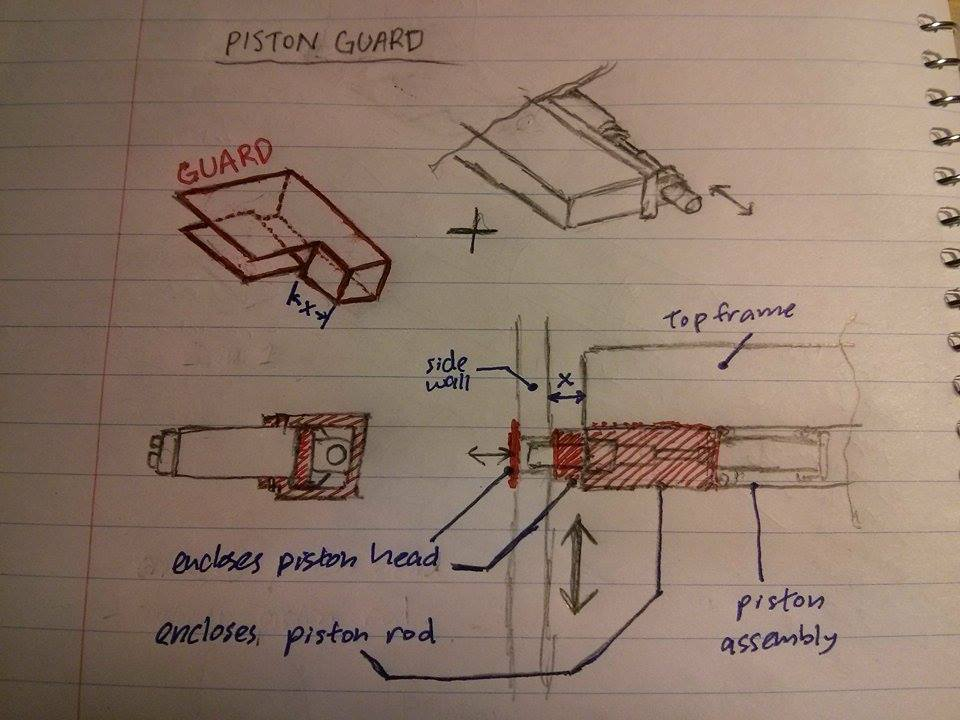 PISTON GUARD
GUARD
x
top frame
side
wall
x
encloses piston head
encloses piston rod
piston
assembly